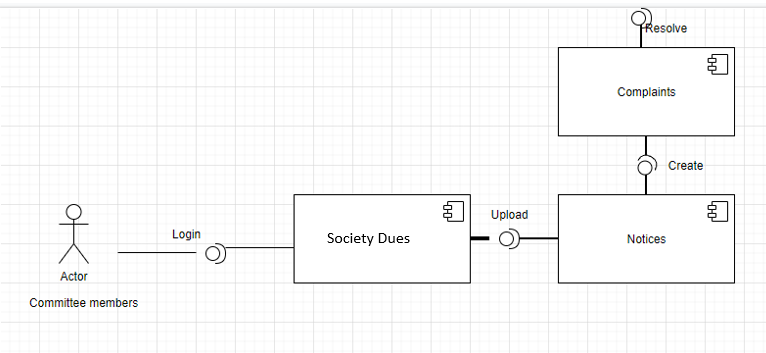 Resolve
Complaints
Create
Login
Upload
Society Dues
Notices
Actor
Committee members